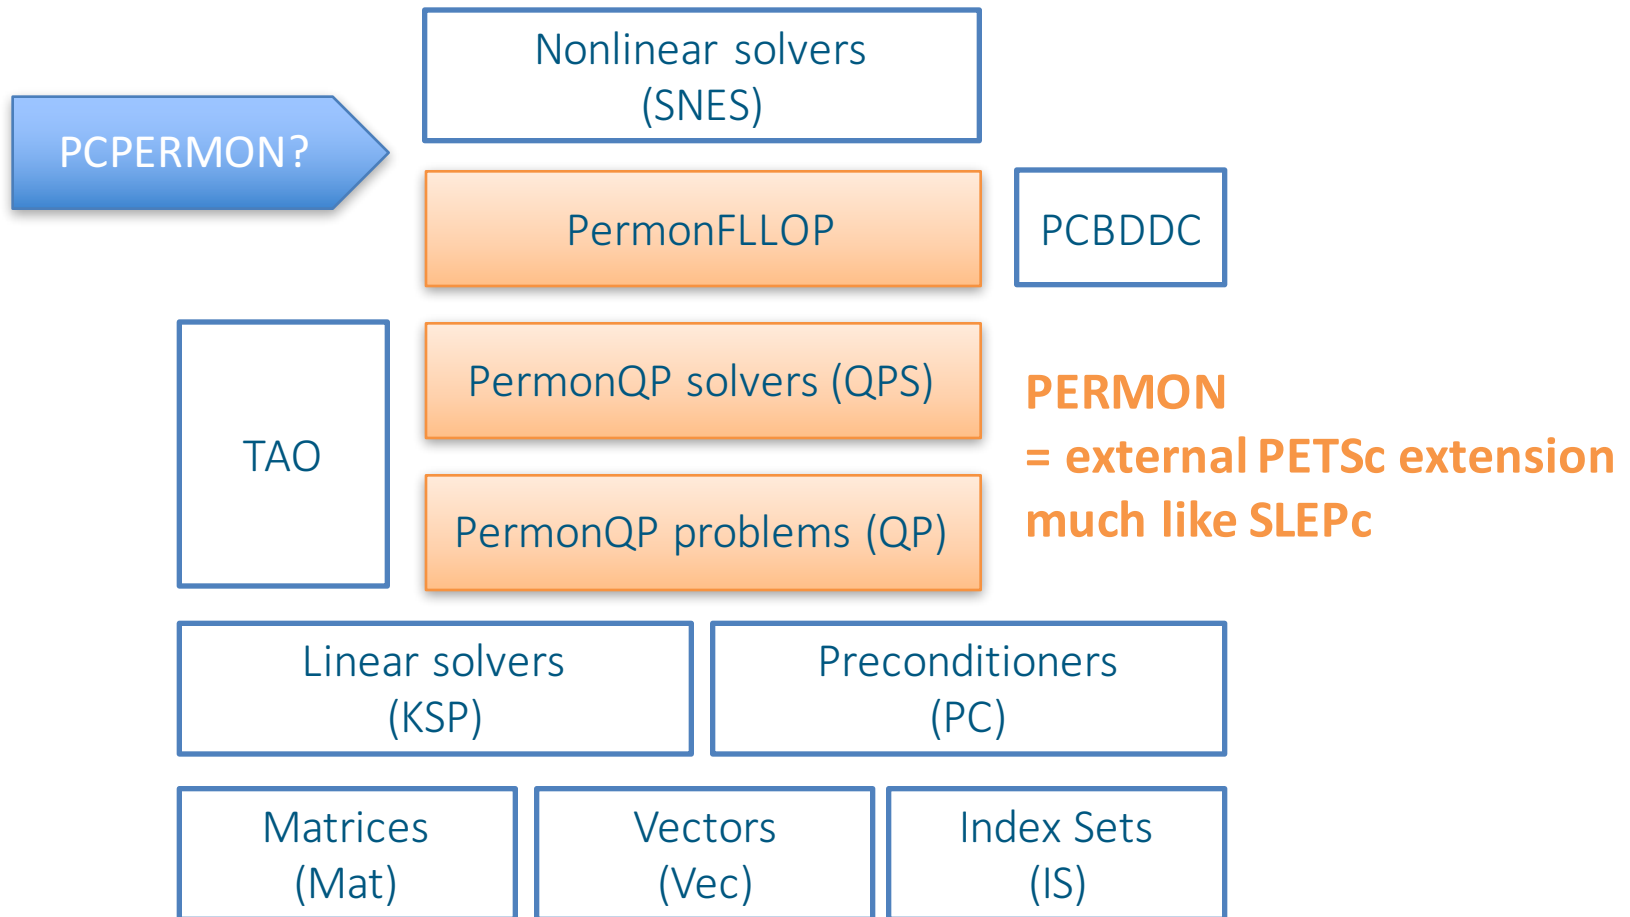 Nonlinear solvers
(SNES)
PCPERMON?
PermonFLLOP
PCBDDC
TAO
PermonQP solvers (QPS)
PermonQP problems (QP)
PERMON
= external PETSc extension
much like SLEPc
Linear solvers
(KSP)
Preconditioners
(PC)
Matrices
(Mat)
Vectors
(Vec)
Index Sets
(IS)